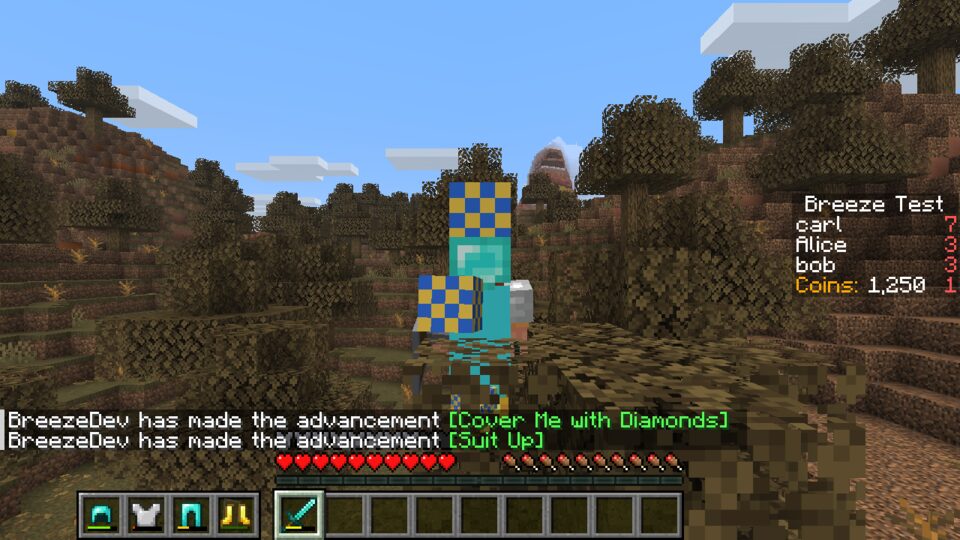 Breeze Test
carl 7
Alice 3
bob 3
Coins: 1,250 1
BreezeDev has made the advancement [Cover Me with Diamonds]
BreezeDev has made the advancement [Suit Up]